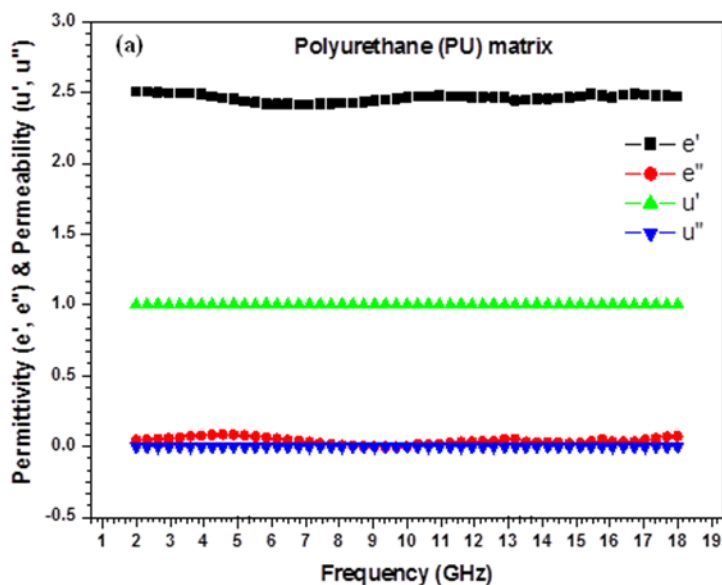 (a) Polyurethane (PU) matrix
3.0
2.5
2.0
1.5
1.0
0.5
0.0
-0.5
Permittivity (e', e") & Permeability (u', u")
e'
e"
u'
u"
1 2 3 4 5 6 7 8 9 10 11 12 13 14 15 16 17 18 19
Frequency (GHz)